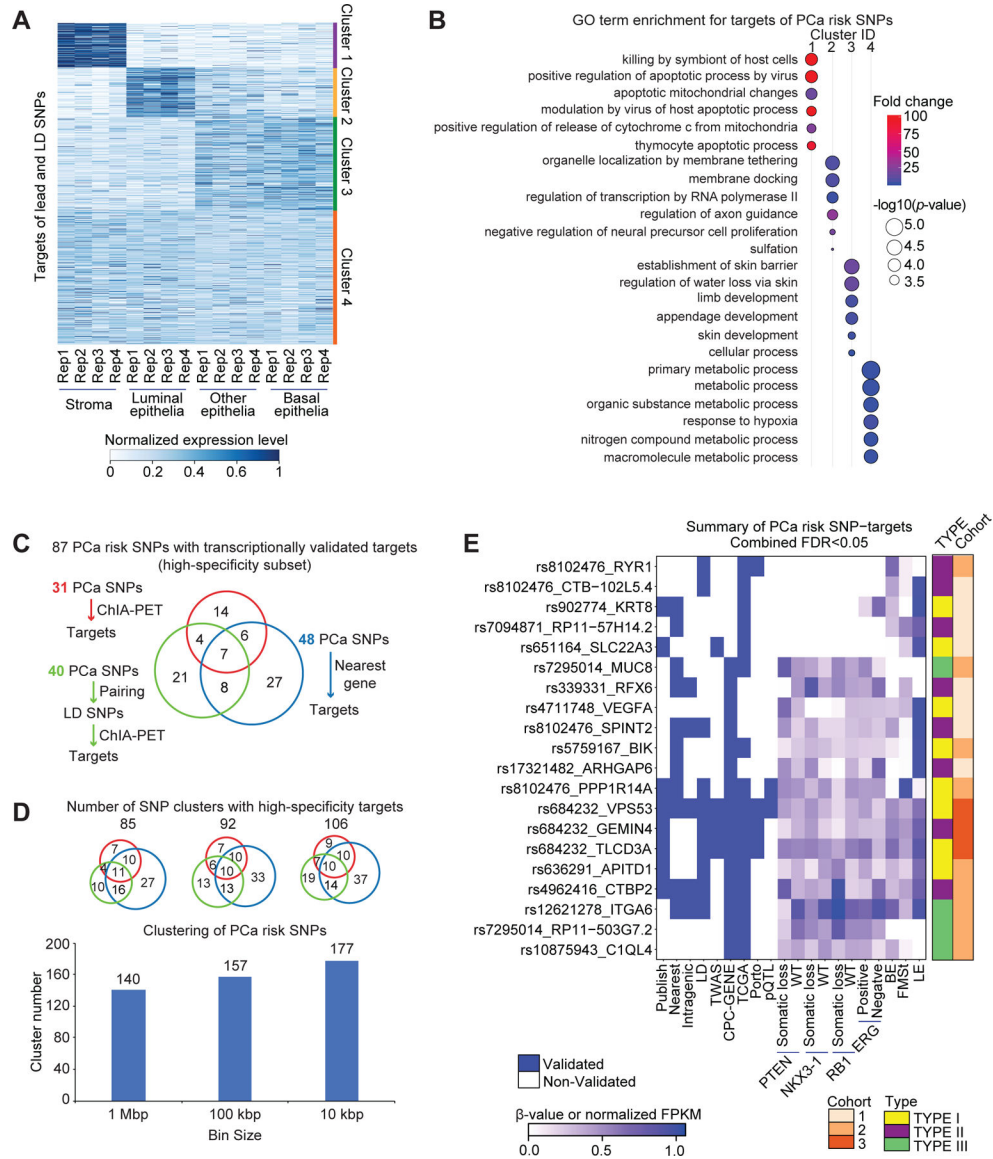 A
Targets of lead and LD SNPs
Cluster 1
Cluster 2
Cluster 3
Cluster 4
Rep1
Rep2
Rep3
Rep4
Rep1
Rep2
Rep3
Rep4
Rep1
Rep2
Rep3
Rep4
Rep1
Rep2
Rep3
Rep4
Stroma
Luminal
epithelia
Other
epithelia
Basal
epithelia
Normalized expression level
0 0.2 0.4 0.6 1
B
GO term enrichment for targets of PCa risk SNPs
Cluster ID
1 2 3 4
killing by symbiont of host cells
positive regulation of apoptotic process by virus
apoptotic mitochondrial changes
modulation by virus of host apoptotic process
positive regulation of release of cytochrome c from mitochondria
thymocyte apoptotic process
organelle localization by membrane tethering
membrane docking
regulation of transcription by RNA polymerase II
regulation of axon guidance
negative regulation of neural precursor cell proliferation
sulfation
establishment of skin barrier
regulation of water loss via skin
limb development
appendage development
skin development
cellular process
primary metabolic process
metabolic process
organic substance metabolic process
response to hypoxia
nitrogen compound metabolic process
macromolecule metabolic process
Fold change
100
75
50
25
-log10(p-value)
5.0
4.5
4.0
3.5
C
87 PCa risk SNPs with transcriptionally validated targets
(high-specificity subset)
31 PCa SNPs
ChIA-PET
Targets
40 PCa SNPs
Pairing
LD SNPs
ChIA-PET
Targets
14
4
6
7
21
8
27
48 PCa SNPs
Nearest
gene
Targets
D
Number of SNP clusters with high-specificity targets
85
7
4
10
11
10
16
27
92
7
6
10
10
13
13
33
106
9
7
10
10
19
14
37
Clustering of PCa risk SNPs
Cluster number
200
160
120
80
40
0
140
157
177
1 Mbp
100 kbp
10 kbp
Bin Size
E
Summary of PCa risk SNP−targets
Combined FDR<0.05
TYPE
Cohort
rs8102476_RYR1
rs8102476_CTB−102L5.4
rs902774_KRT8
rs7094871_RP11−57H14.2
rs651164_SLC22A3
rs7295014_MUC8
rs339331_RFX6
rs4711748_VEGFA
rs8102476_SPINT2
rs5759167_BIK
rs17321482_ARHGAP6
rs8102476_PPP1R14A
rs684232_VPS53
rs684232_GEMIN4
rs684232_TLCD3A
rs636291_APITD1
rs4962416_CTBP2
rs12621278_ITGA6
rs7295014_RP11−503G7.2
rs10875943_C1QL4
Publish
Nearest
Intragenic
LD
TWAS
CPC-GENE
TCGA
Porto
pQTL
Somatic loss
WT
Somatic loss
WT
Somatic loss
WT
Positive
Negatve
BE
FMSt
LE
PTEN
NKX3-1
RB1
ERG
Validated
Non-Validated
β-value or normalized FPKM
0.0 0.5 1.0
Cohort
1
2
3
Type
TYPE I
TYPE II
TYPE III